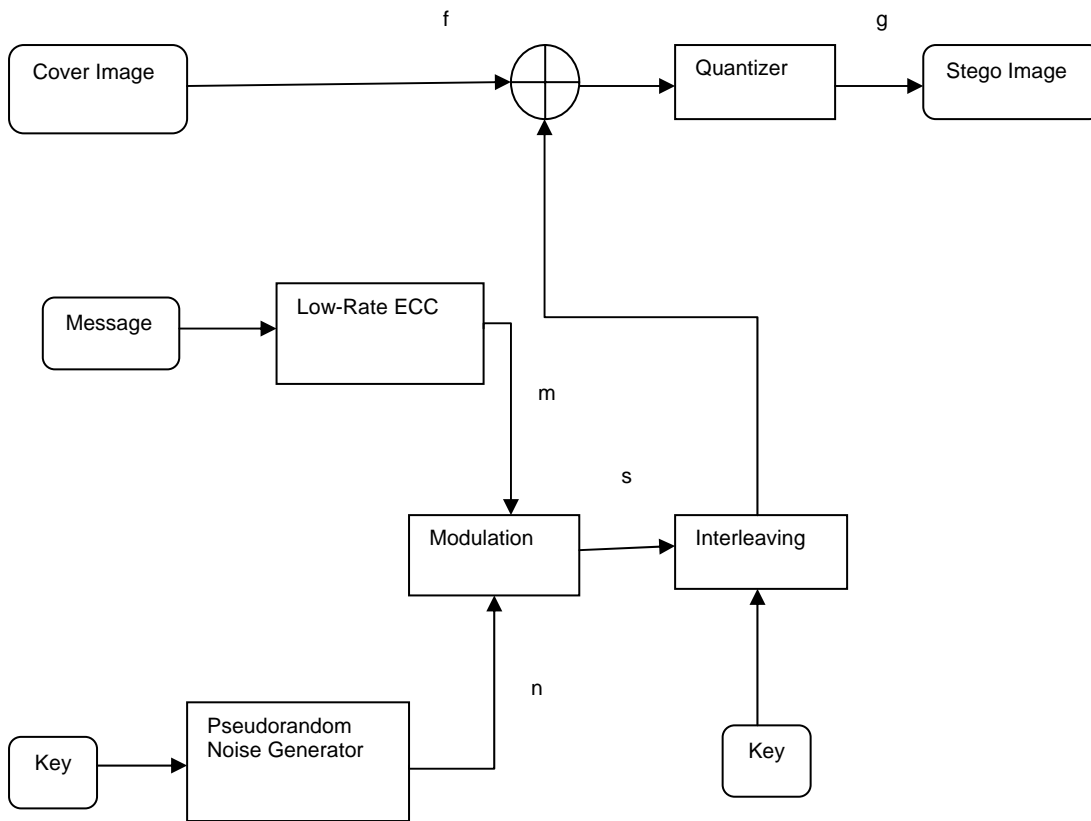 f
g
Cover Image
Quantizer
Stego Image
Message
Low-Rate ECC
m
s
Modulation
Interleaving
n
Key
Pseudorandom
Noise Generator
Key